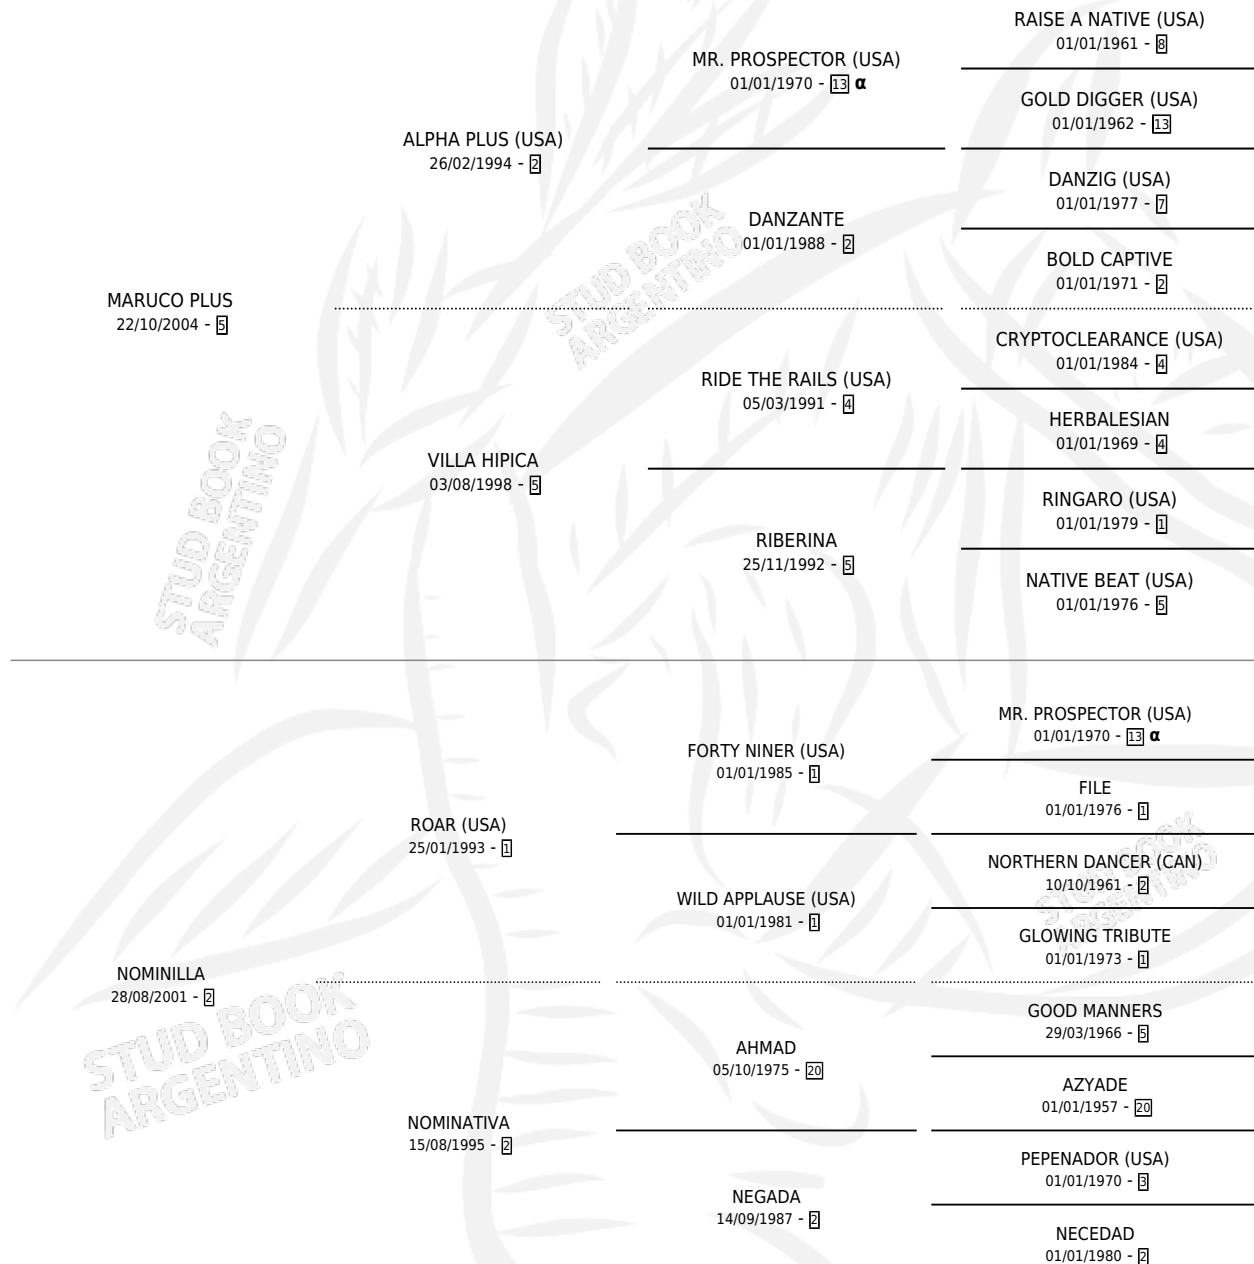 RAISE A NATIVE (USA)
01/01/1961 - 8
MR. PROSPECTOR (USA)
01/01/1970 - 13 α
GOLD DIGGER (USA)
01/01/1962 - 13
ALPHA PLUS (USA)
26/02/1994 - 2
DANZIG (USA)
01/01/1977 - 7
DANZANTE
01/01/1988 - 2
BOLD CAPTIVE
01/01/1971 - 2
MARUCO PLUS
22/10/2004 - 5
CRYPTOCLEARANCE (USA)
01/01/1984 - 4
RIDE THE RAILS (USA)
05/03/1991 - 4
HERBALESIAN
01/01/1969 - 4
VILLA HIPICA
03/08/1998 - 5
RINGARO (USA)
01/01/1979 - 1
RIBERINA
25/11/1992 - 5
NATIVE BEAT (USA)
01/01/1976 - 5
MR. PROSPECTOR (USA)
01/01/1970 - 13 α
FORTY NINER (USA)
01/01/1985 - 1
FILE
01/01/1976 - 1
ROAR (USA)
25/01/1993 - 1
NORTHERN DANCER (CAN)
10/10/1961 - 2
WILD APPLAUSE (USA)
01/01/1981 - 1
GLOWING TRIBUTE
01/01/1973 - 1
NOMINILLA
28/08/2001 - 2
GOOD MANNERS
29/03/1966 - 5
AHMAD
05/10/1975 - 20
AZYADE
01/01/1957 - 20
NOMINATIVA
15/08/1995 - 2
PEPENADOR (USA)
01/01/1970 - 3
NEGADA
14/09/1987 - 2
NECEDAD
01/01/1980 - 2
STUD BOOK
ARGENTINO
STUD BOOK
ARGENTINO
STUD BOOK
ARGENTINO
STUD BOOK
ARGENTINO